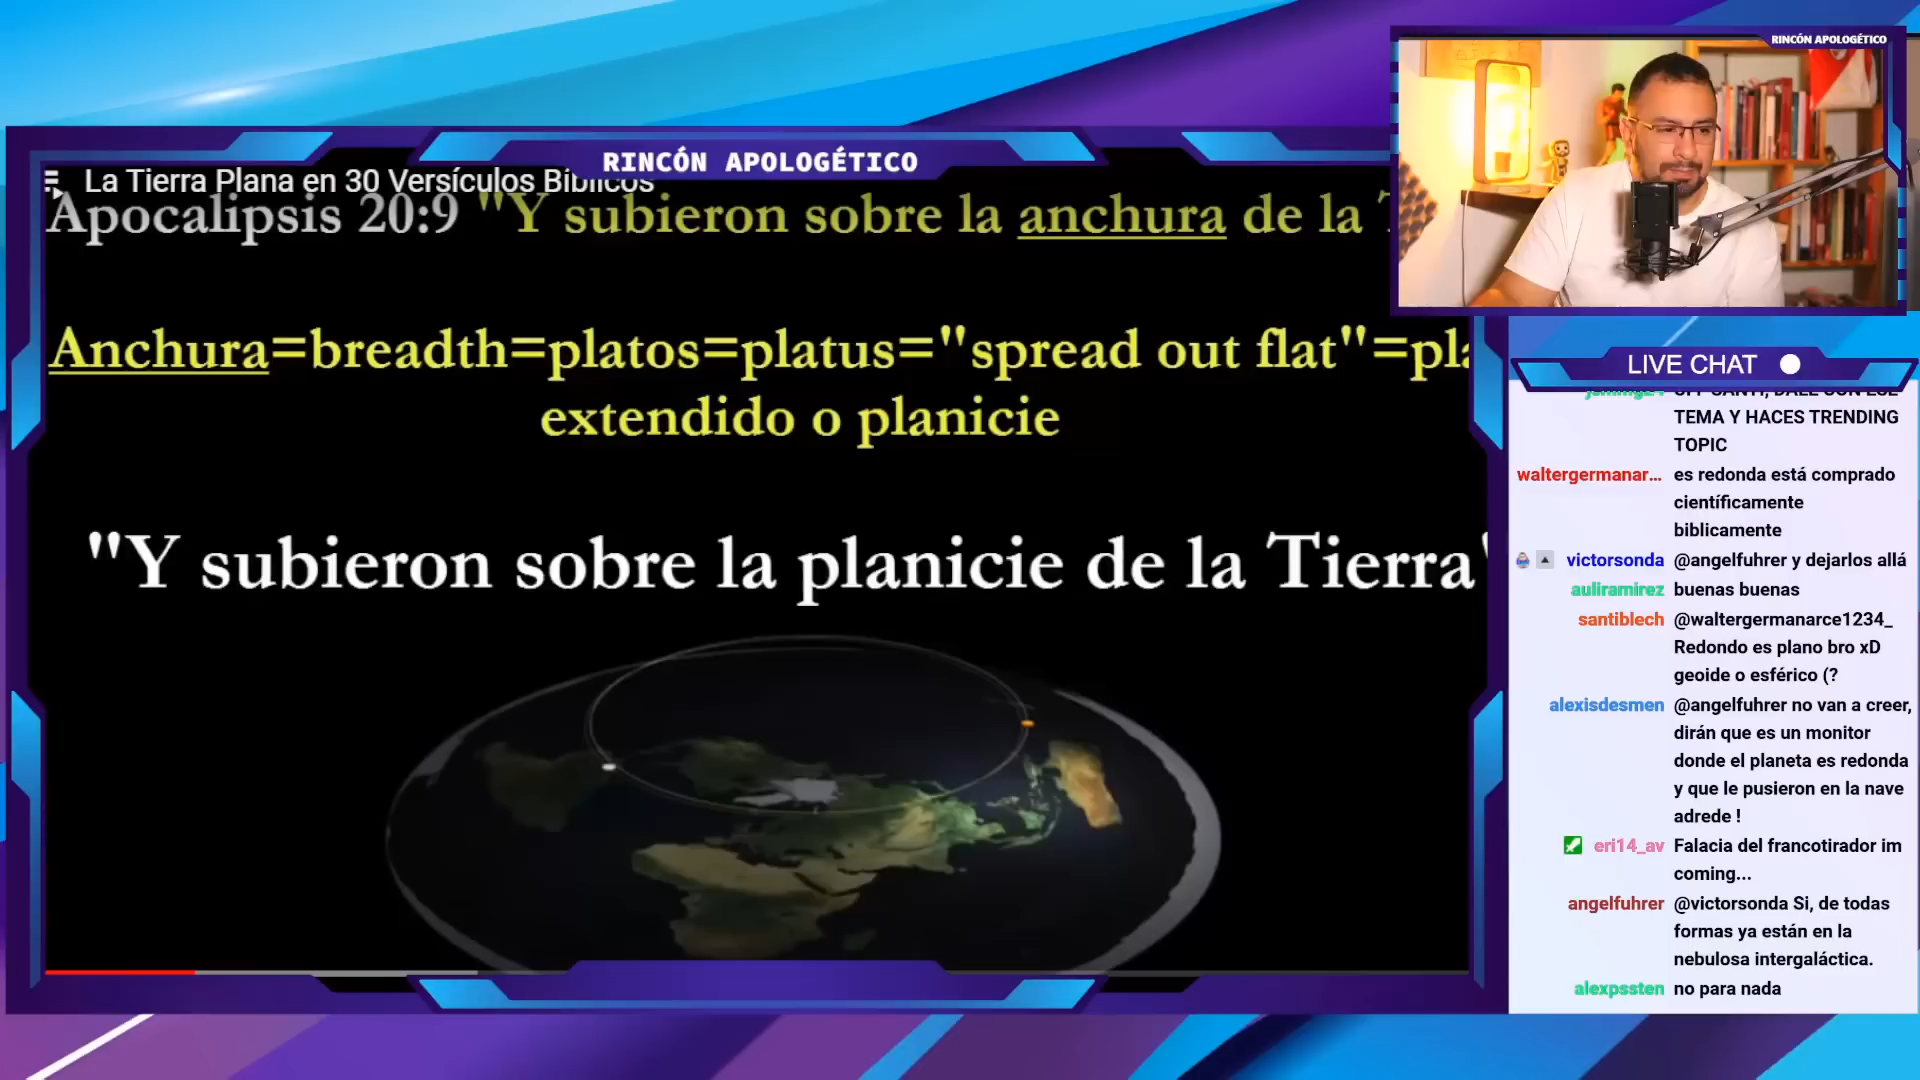 RINCÓN APOLOGÉTICO
RINCÓN APOLOGÉTICO
La Tierra Plana en 30 Versículos Bíblicos
Apocalipsis 20:9 "Y subieron sobre la anchura de la
Anchura=breadth=platos=platus="spread out flat"=pla
extendido o planicie
"Y subieron sobre la planicie de la Tierra"
LIVE CHAT
TEMA Y HACES TRENDING
TOPIC
waltergermanar... es redonda está comprado
científicamente
biblicamente
victorsonda @angelfuhrer y dejarlos allá
auliramirez buenas buenas
santiblech @waltergermanarce1234_
Redondo es plano bro xD
geoide o esférico (?
alexisdesmen @angelfuhrer no van a creer,
dirán que es un monitor
donde el planeta es redonda
y que le pusieron en la nave
adrede !
eri14_av Falacia del francotirador im
coming...
angelfuhrer @victorsonda Si, de todas
formas ya están en la
nebulosa intergaláctica.
alexpssten no para nada